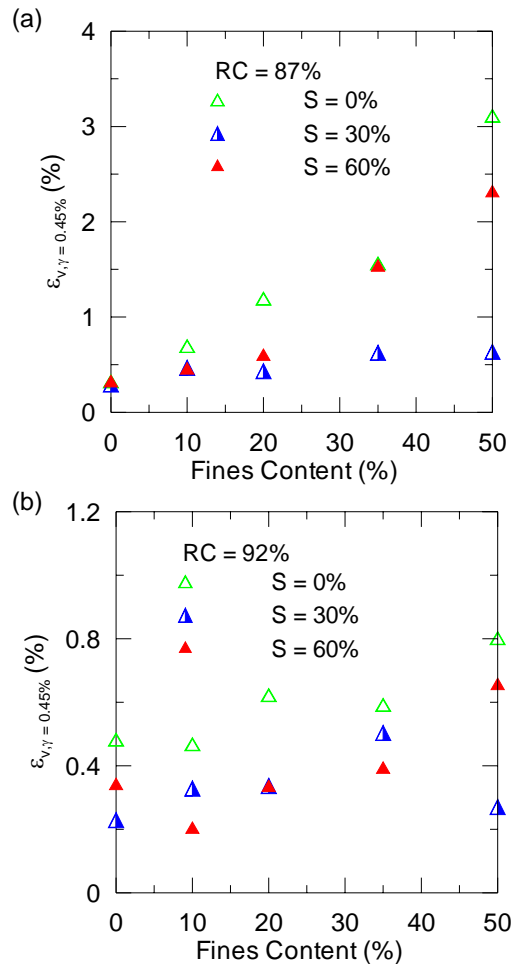 (a)
4
3
2
1
0
εv,γ = 0.45% (%)
RC = 87%
S = 0%
S = 30%
S = 60%
0 10 20 30 40 50
Fines Content (%)
(b)
1.2
0.8
0.4
0
εv,γ = 0.45% (%)
RC = 92%
S = 0%
S = 30%
S = 60%
0 10 20 30 40 50
Fines Content (%)